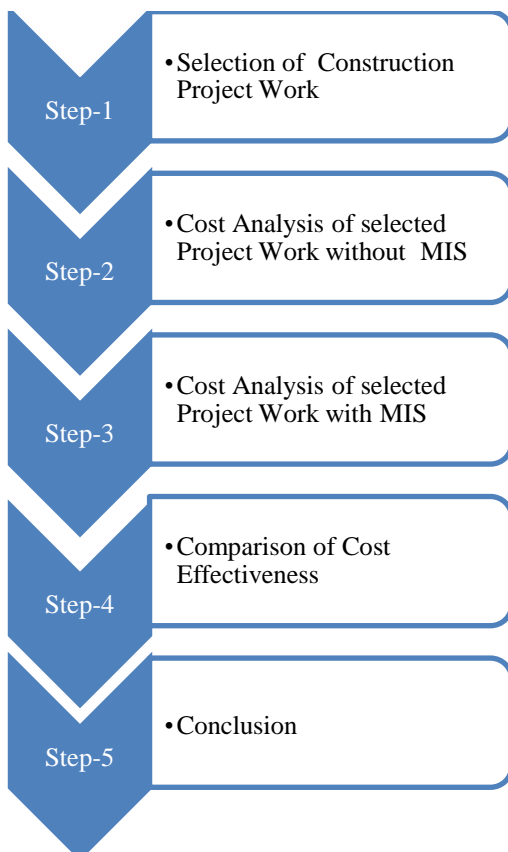 Step-1
•Selection of Construction
Project Work
Step-2
•Cost Analysis of selected
Project Work without MIS
Step-3
•Cost Analysis of selected
Project Work with MIS
Step-4
•Comparison of Cost
Effectiveness
Step-5
•Conclusion